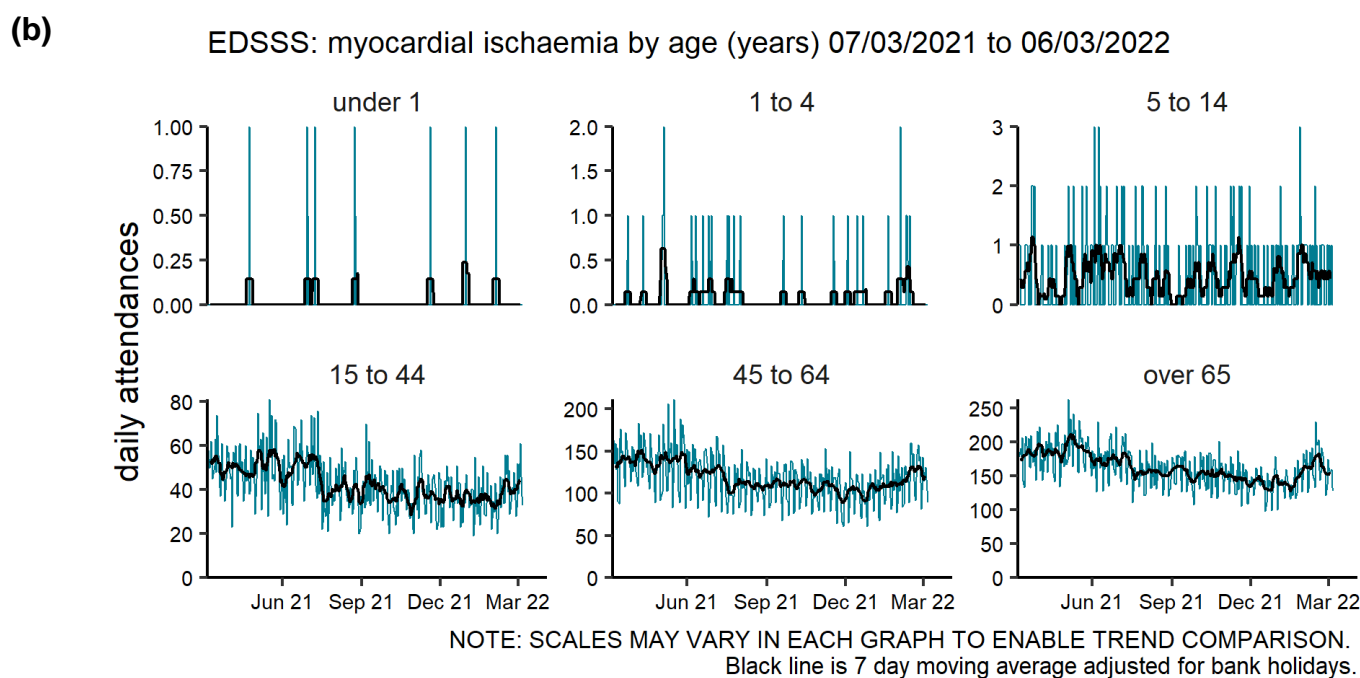 (b)
EDSSS: myocardial ischaemia by age (years) 07/03/2021 to 06/03/2022
daily attendances
under 1
1.00
0.75
0.50
0.25
0.00
1 to 4
2.0
1.5
1.0
0.5
0.0
5 to 14
3
2
1
0
15 to 44
80
60
40
20
0
Jun 21 Sep 21 Dec 21 Mar 22
45 to 64
200
150
100
50
0
Jun 21 Sep 21 Dec 21 Mar 22
over 65
250
200
150
100
50
0
Jun 21 Sep 21 Dec 21 Mar 22
NOTE: SCALES MAY VARY IN EACH GRAPH TO ENABLE TREND COMPARISON.
Black line is 7 day moving average adjusted for bank holidays.